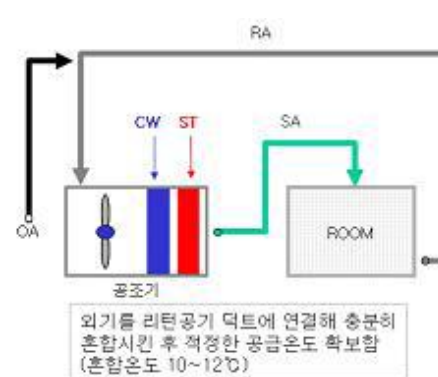 RA
CW ST
SA
OA
ROOM
공조기
외기를 리턴공기 덕트에 연결해 충분히
혼합시킨 후 적정한 공급온도 확보함
(혼합온도 10~12℃)